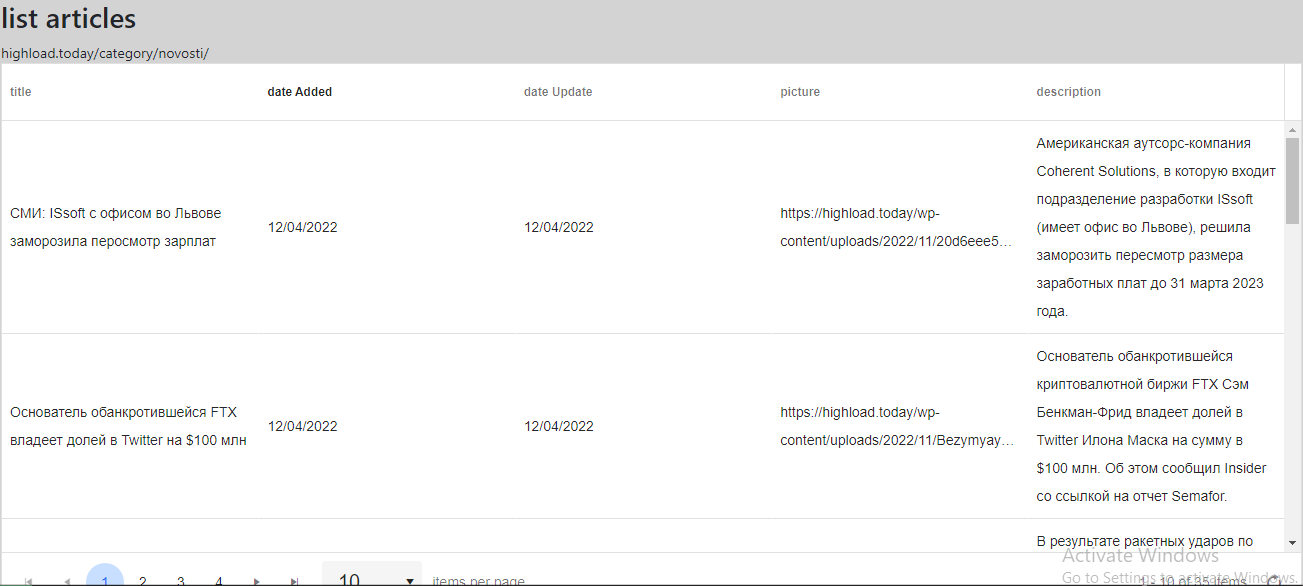 list articles
highload.today/category/novosti/
title date Added date Update picture description
СМИ: ISsoft с офисом во Львове
заморозила перосмотр зарплат
12/04/2022
12/04/2022
https://highload.today/wp-
content/uploads/2022/11/20d6eee5…
Американская аутсорс-компания
Coherent Solutions, в которую входит
подразделение разработки ISsoft
(имеет офис во Львове), решила
заморозить пересмотр размера
заработных плат до 31 марта 2023
года.
Основатель обанкротившейся FTX
владеет долей в Twitter на $100 млн
12/04/2022
12/04/2022
https://highload.today/wp-
content/uploads/2022/11/Bezymyay…
Основатель обанкротившейся
криптовалютной биржи FTX Сэм
Бенкман-Фрид владеет долей в
Twitter Илона Маска на сумму в
$100 млн. Об этом сообщил Insider
со ссылкой на отчет Semafor.
В результате ракетных ударов по
Activate Windows
Go to Settings to activate Windows.
1 2 3 4 10 items per page 1 - 10 of 35 items